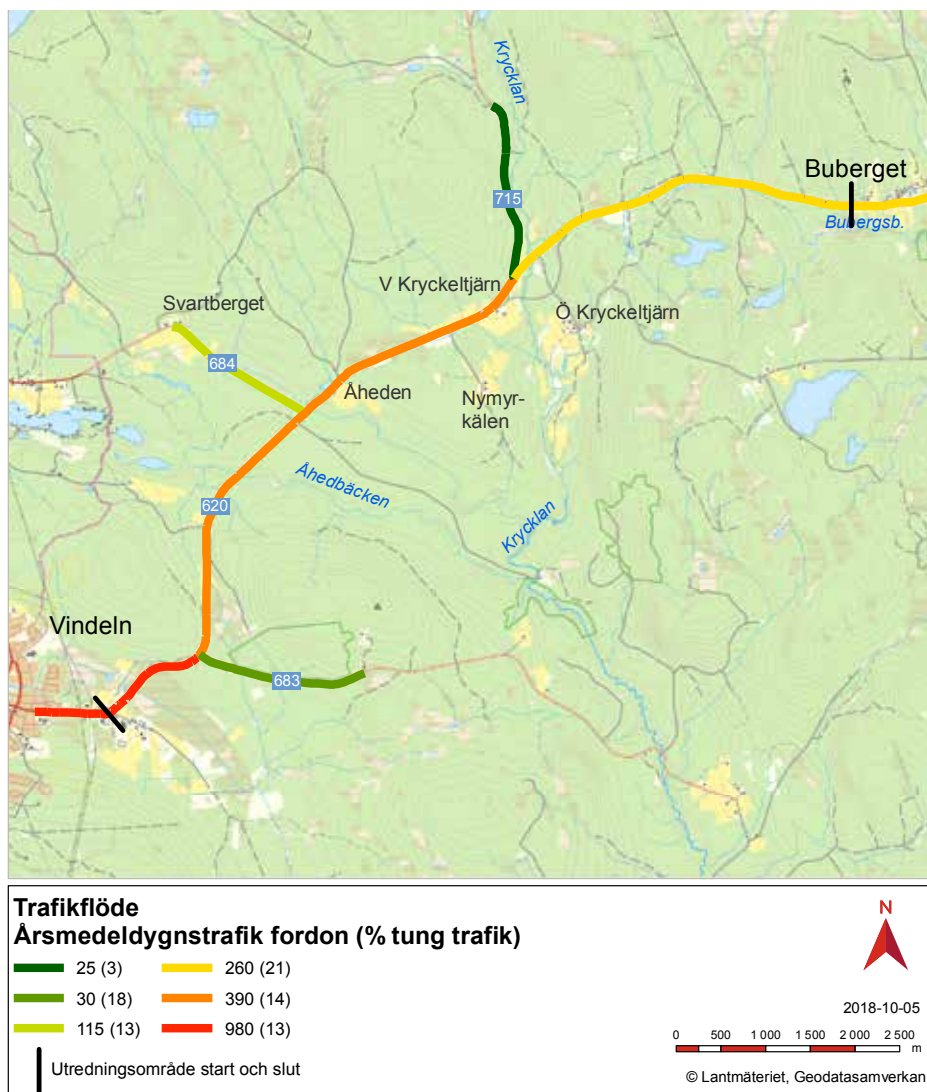 Krycklan
Buberget
715
Bubergsb.
V Kryckeltjärn
Svartberget
Ö Kryckeltjärn
684
Åheden
Nymyr-
kälen
Åhedbäcken
620
Krycklan
Vindeln
683
Trafikflöde
Årsmedeldygnstrafik fordon (% tung trafik)
25 (3)
260 (21)
30 (18)
390 (14)
115 (13)
980 (13)
Utredningsområde start och slut
N
2018-10-05
0 500 1 000 1 500 2 000 2 500
m
© Lantmäteriet, Geodatasamverkan